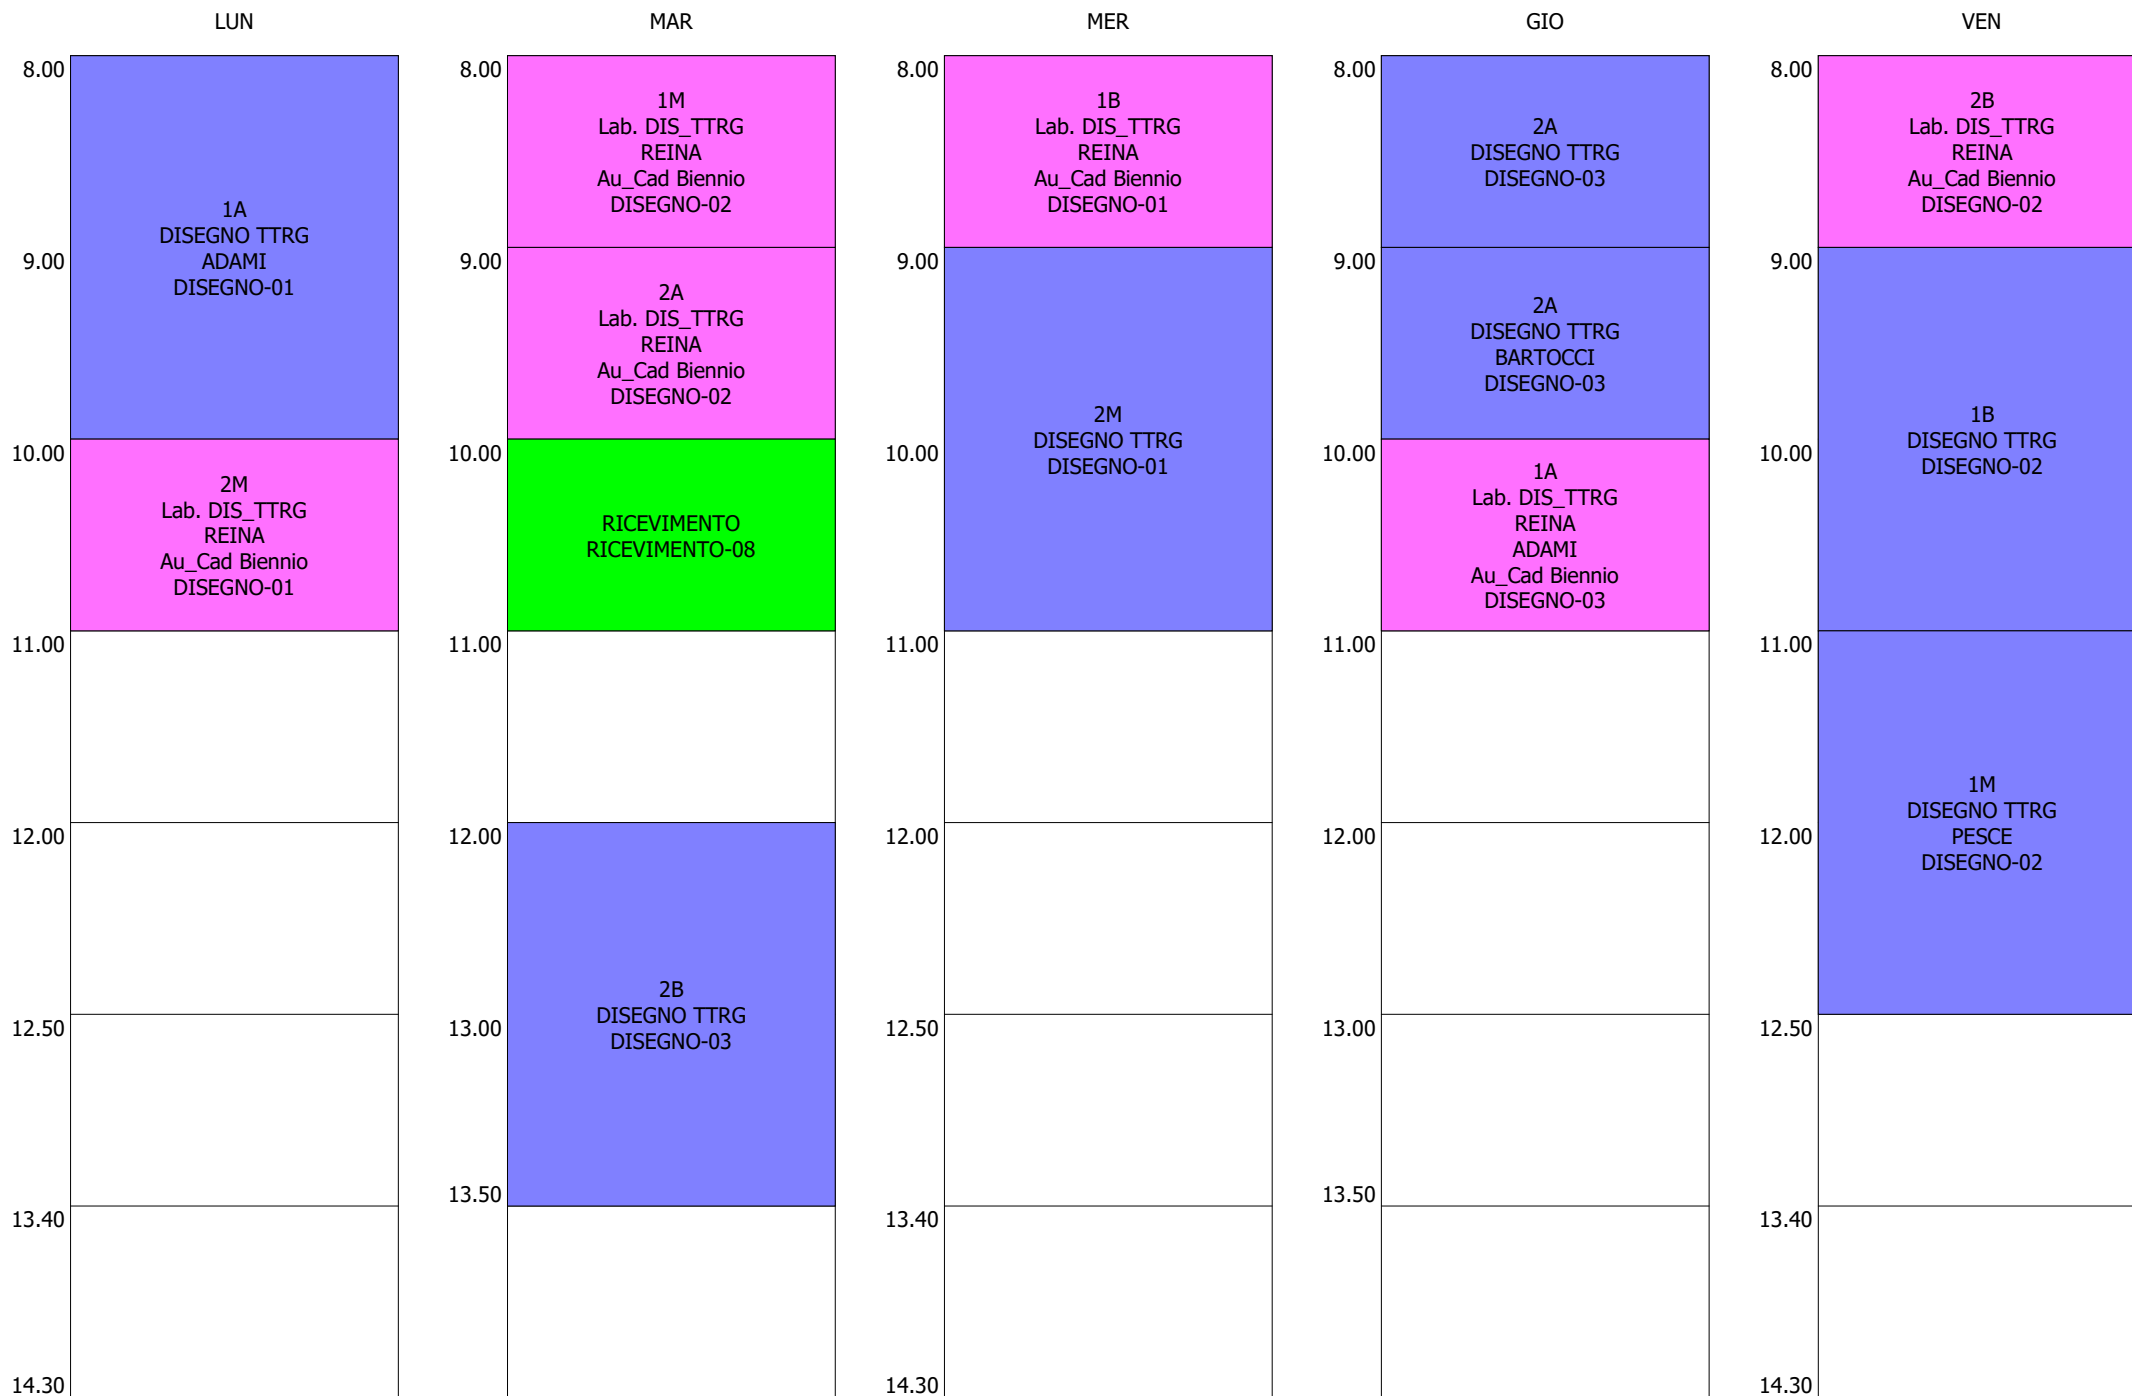 LUN
8.00
1A
DISEGNO TTRG
ADAMI
DISEGNO-01
9.00
10.00
2M
Lab. DIS_TTRG
REINA
Au_Cad Biennio
DISEGNO-01
11.00
12.00
12.50
13.40
14.30
MAR
8.00
1M
Lab. DIS_TTRG
REINA
Au_Cad Biennio
DISEGNO-02
9.00
2A
Lab. DIS_TTRG
REINA
Au_Cad Biennio
DISEGNO-02
10.00
RICEVIMENTO
RICEVIMENTO-08
11.00
12.00
2B
DISEGNO TTRG
DISEGNO-03
13.00
13.50
MER
8.00
1B
Lab. DIS_TTRG
REINA
Au_Cad Biennio
DISEGNO-01
9.00
2M
DISEGNO TTRG
DISEGNO-01
10.00
11.00
12.00
12.50
13.40
14.30
GIO
8.00
2A
DISEGNO TTRG
DISEGNO-03
9.00
2A
DISEGNO TTRG
BARTOCCI
DISEGNO-03
10.00
1A
Lab. DIS_TTRG
REINA
ADAMI
Au_Cad Biennio
DISEGNO-03
11.00
12.00
13.00
13.50
VEN
8.00
2B
Lab. DIS_TTRG
REINA
Au_Cad Biennio
DISEGNO-02
9.00
1B
DISEGNO TTRG
DISEGNO-02
10.00
11.00
1M
DISEGNO TTRG
PESCE
DISEGNO-02
12.00
12.50
13.40
14.30